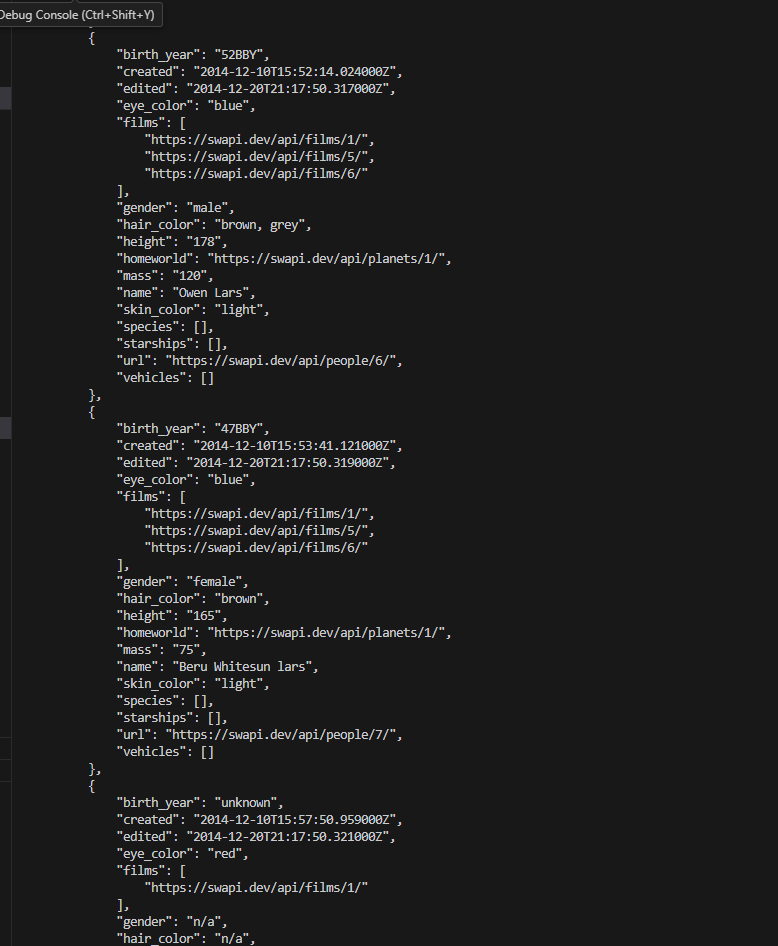 Debug Console (Ctrl+Shift+Y)
{
"birth_year": "52BBY",
"created": "2014-12-10T15:52:14.024000Z",
"edited": "2014-12-20T21:17:50.317000Z",
"eye_color": "blue",
"films": [
"https://swapi.dev/api/films/1/",
"https://swapi.dev/api/films/5/",
"https://swapi.dev/api/films/6/"
],
"gender": "male",
"hair_color": "brown, grey",
"height": "178",
"homeworld": "https://swapi.dev/api/planets/1/",
"mass": "120",
"name": "Owen Lars",
"skin_color": "light",
"species": [],
"starships": [],
"url": "https://swapi.dev/api/people/6/",
"vehicles": []
},
{
"birth_year": "47BBY",
"created": "2014-12-10T15:53:41.121000Z",
"edited": "2014-12-20T21:17:50.319000Z",
"eye_color": "blue",
"films": [
"https://swapi.dev/api/films/1/",
"https://swapi.dev/api/films/5/",
"https://swapi.dev/api/films/6/"
],
"gender": "female",
"hair_color": "brown",
"height": "165",
"homeworld": "https://swapi.dev/api/planets/1/",
"mass": "75",
"name": "Beru Whitesun lars",
"skin_color": "light",
"species": [],
"starships": [],
"url": "https://swapi.dev/api/people/7/",
"vehicles": []
},
{
"birth_year": "unknown",
"created": "2014-12-10T15:57:50.959000Z",
"edited": "2014-12-20T21:17:50.321000Z",
"eye_color": "red",
"films": [
"https://swapi.dev/api/films/1/"
],
"gender": "n/a",
"hair_color": "n/a",